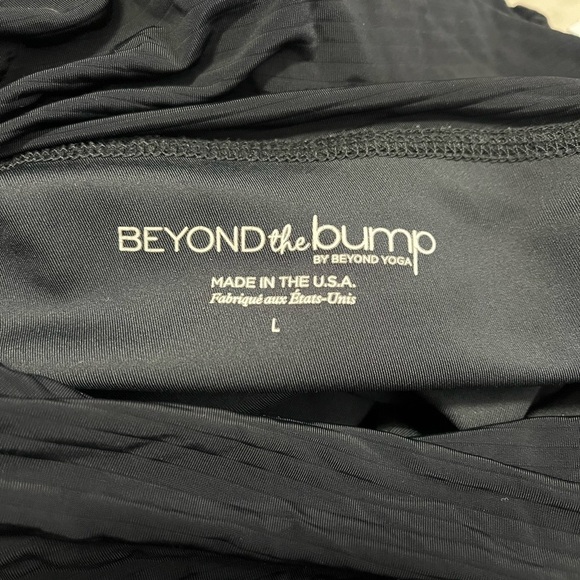 BEYOND the bump
BY BEYOND YOGA
MADE IN THE U.S.A.
Fabriqué aux États-Unis
L